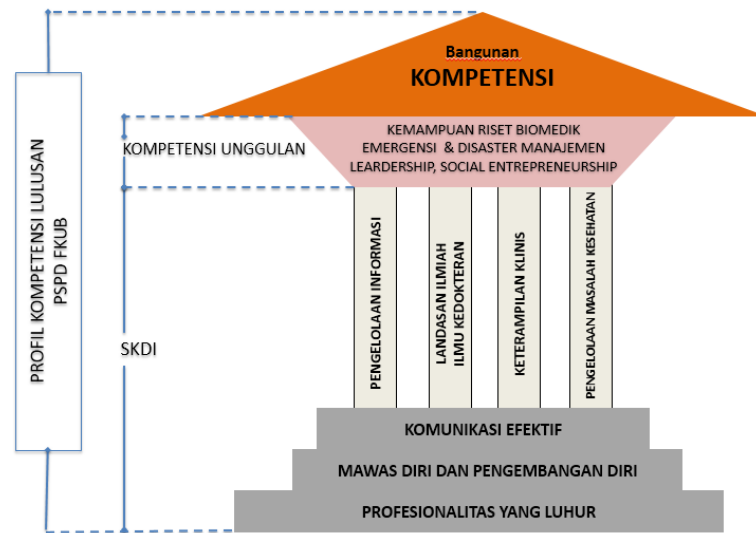 Bangunan
KOMPETENSI
KEMAMPUAN RISET BIOMEDIK
EMERGENSI & DISASTER MANAJEMEN
LEARDERSHIP, SOCIAL ENTREPRENEURSHIP
KOMPETENSI UNGGULAN
PROFIL KOMPETENSI LULUSAN
PSPD FKUB
SKDI
PENGELOLAAN INFORMASI
LANDASAN ILMIAH
ILMU KEDOKTERAN
KETERAMPILAN KLINIS
PENGELOLAAN MASALAH KESEHATAN
KOMUNIKASI EFEKTIF
MAWAS DIRI DAN PENGEMBANGAN DIRI
PROFESIONALITAS YANG LUHUR